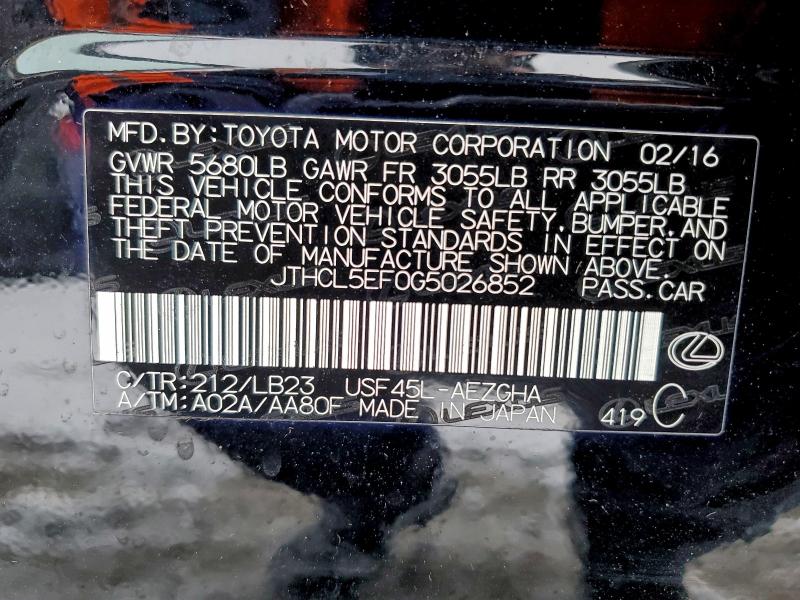 MFD.BY:TOYOTA MOTOR CORPORATION 02/16
GVWR 5680LB GAWR FR 3055LB RR 3055LB
THIS VEHICLE CONFORMS TO ALL APPLICABLE
FEDERAL MOTOR VEHICLE SAFETY.BUMPER.AND
THEFT PREVENTION STANDARDS IN EFFECT ON
THE DATE OF MANUFACTURE SHOWN ABOVE.
JTHCL5EF0G5026852 PASS.CAR
C/TR:212/LB23 USF45L-AEZGHA
A/TM:A02A/AA80F MADE IN JAPAN 419 C